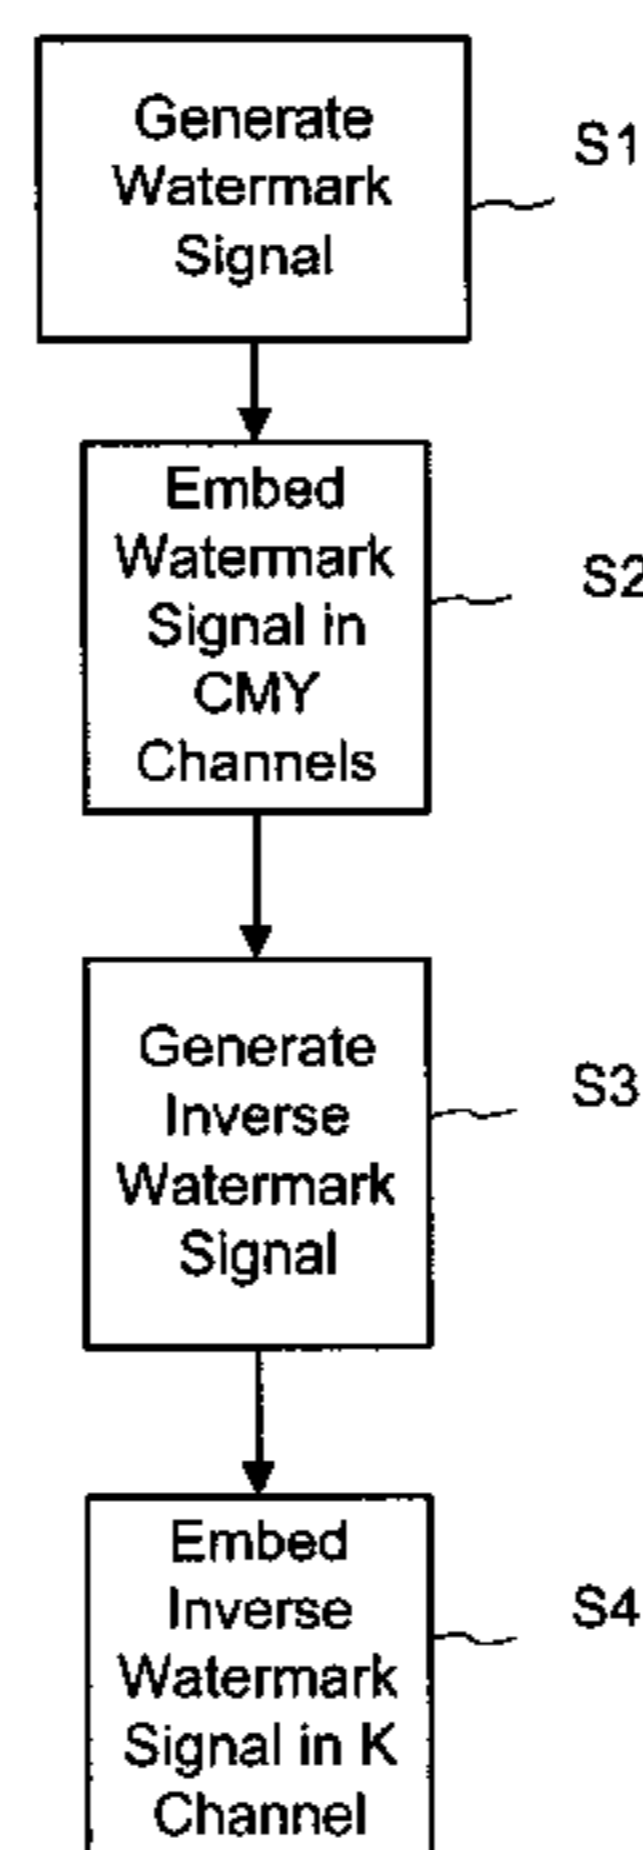 Generate
Watermark
Signal
S1
Embed
Watermark
Signal in
CMY
Channels
S2
Generate
Inverse
Watermark
Signal
S3
Embed
Inverse
Watermark
Signal in K
Channel
S4